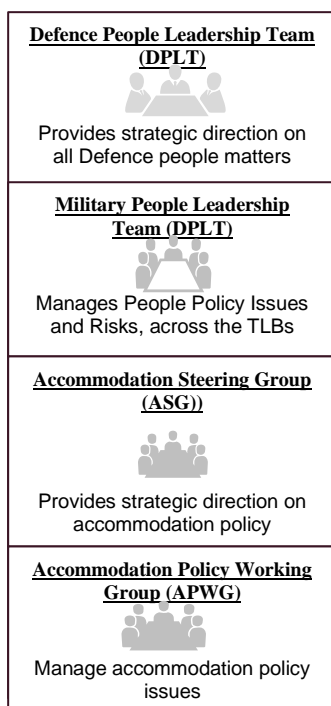 Defence People Leadership Team
(DPLT)
Provides strategic direction on
all Defence people matters
Military People Leadership
Team (DPLT)
Manages People Policy Issues
and Risks, across the TLBs
Accommodation Steering Group
(ASG))
Provides strategic direction on
accommodation policy
Accommodation Policy Working
Group (APWG)
Manage accommodation policy
issues